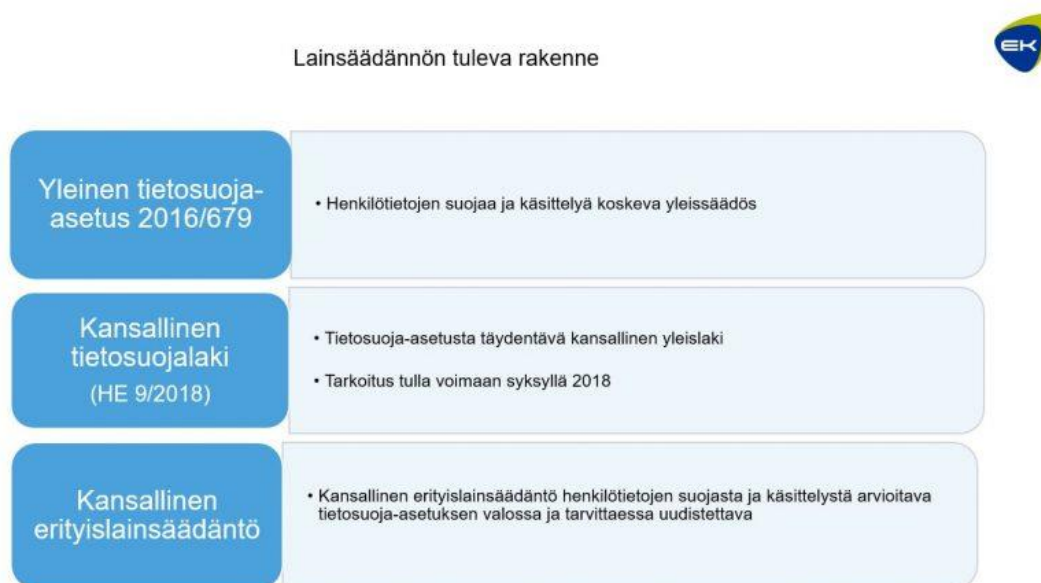 Lainsäädännön tuleva rakenne
EK
Yleinen tietosuoja-
asetus 2016/679
• Henkilötietojen suojaa ja käsittelyä koskeva yleissäädös
Kansallinen
tietosuojalaki
(HE 9/2018)
• Tietosuoja-asetusta täydentävä kansallinen yleislaki
• Tarkoitus tulla voimaan syksyllä 2018
Kansallinen
erityislainsäädäntö
• Kansallinen erityislainsäädäntö henkilötietojen suojasta ja käsittelystä arvioitava
tietosuoja-asetuksen valossa ja tarvittaessa uudistettava